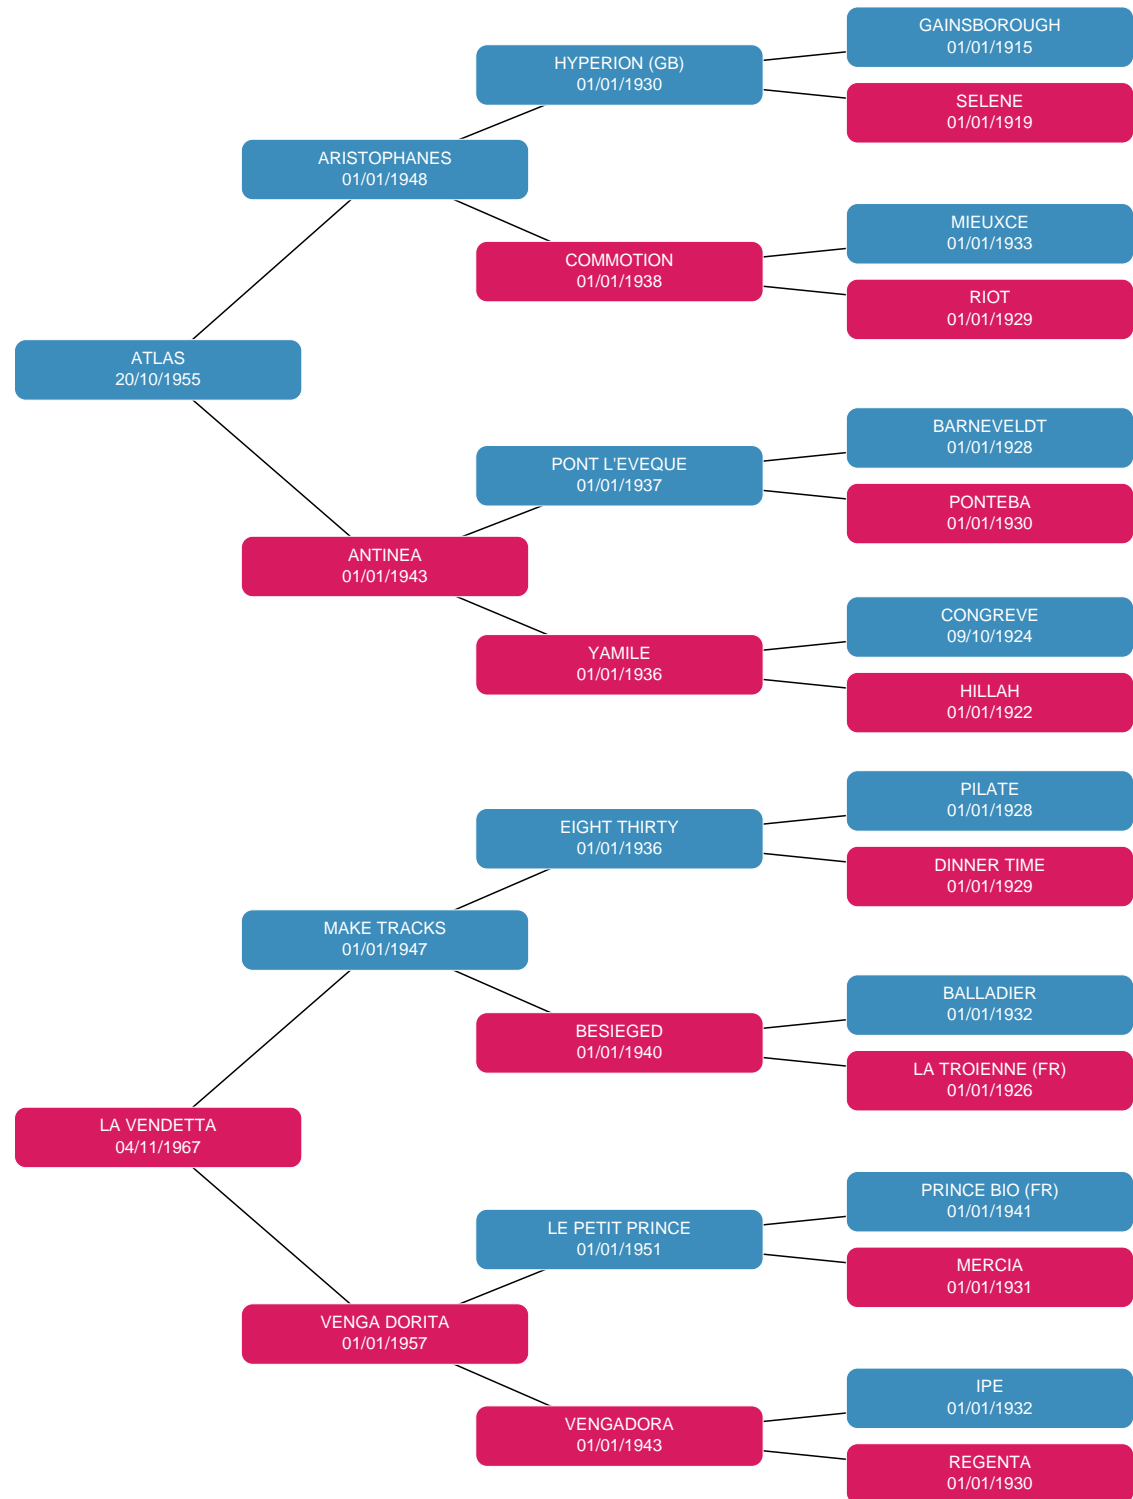 GAINSBOROUGH
01/01/1915
HYPERION (GB)
01/01/1930
SELENE
01/01/1919
ARISTOPHANES
01/01/1948
MIEUXCE
01/01/1933
COMMOTION
01/01/1938
RIOT
01/01/1929
ATLAS
20/10/1955
BARNEVELDT
01/01/1928
PONT L'EVEQUE
01/01/1937
PONTEBA
01/01/1930
ANTINEA
01/01/1943
CONGREVE
09/10/1924
YAMILE
01/01/1936
HILLAH
01/01/1922
PILATE
01/01/1928
EIGHT THIRTY
01/01/1936
DINNER TIME
01/01/1929
MAKE TRACKS
01/01/1947
BALLADIER
01/01/1932
BESIEGED
01/01/1940
LA TROIENNE (FR)
01/01/1926
LA VENDETTA
04/11/1967
PRINCE BIO (FR)
01/01/1941
LE PETIT PRINCE
01/01/1951
MERCIA
01/01/1931
VENGA DORITA
01/01/1957
IPE
01/01/1932
VENGADORA
01/01/1943
REGENTA
01/01/1930